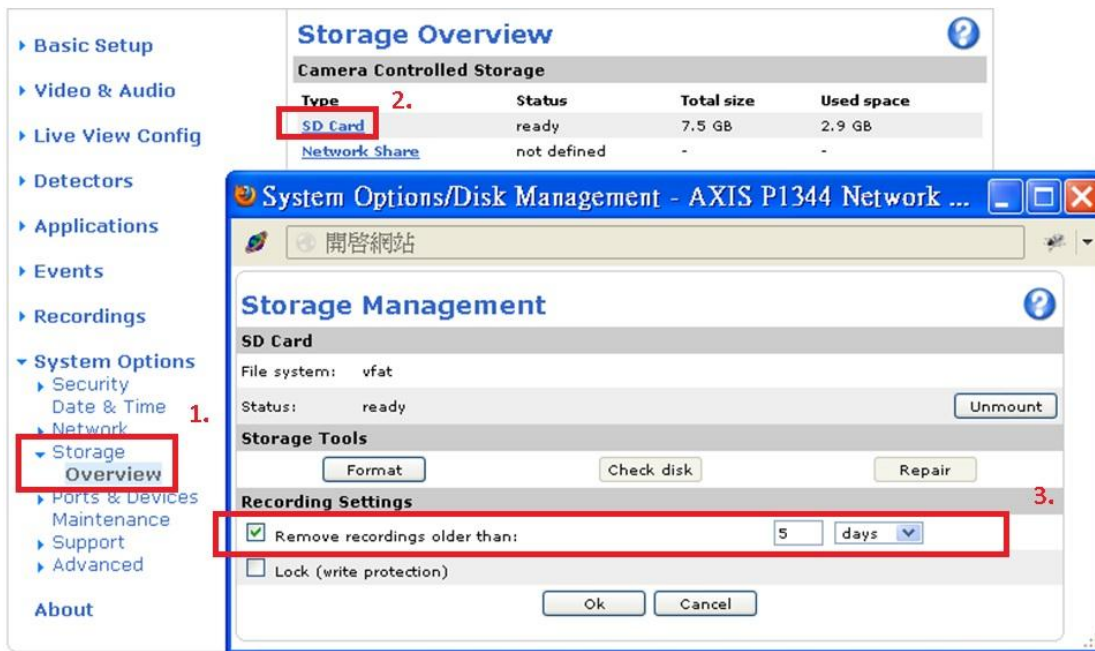 Basic Setup
Video & Audio
Live View Config
Detectors
Applications
Events
Recordings
System Options
Security
Date & Time
1.
Network
Storage
Overview
Ports & Devices
Maintenance
Support
Advanced
About
Storage Overview
Camera Controlled Storage
Type Status Total size Used space
2.
SD Card ready 7.5 GB 2.9 GB
Network Share not defined - -
System Options/Disk Management - AXIS P1344 Network ...
開啓網站
Storage Management
SD Card
File system: vfat
Status: ready Unmount
Storage Tools
Format Check disk Repair
Recording Settings
3.
Remove recordings older than: 5 days
Lock (write protection)
Ok Cancel